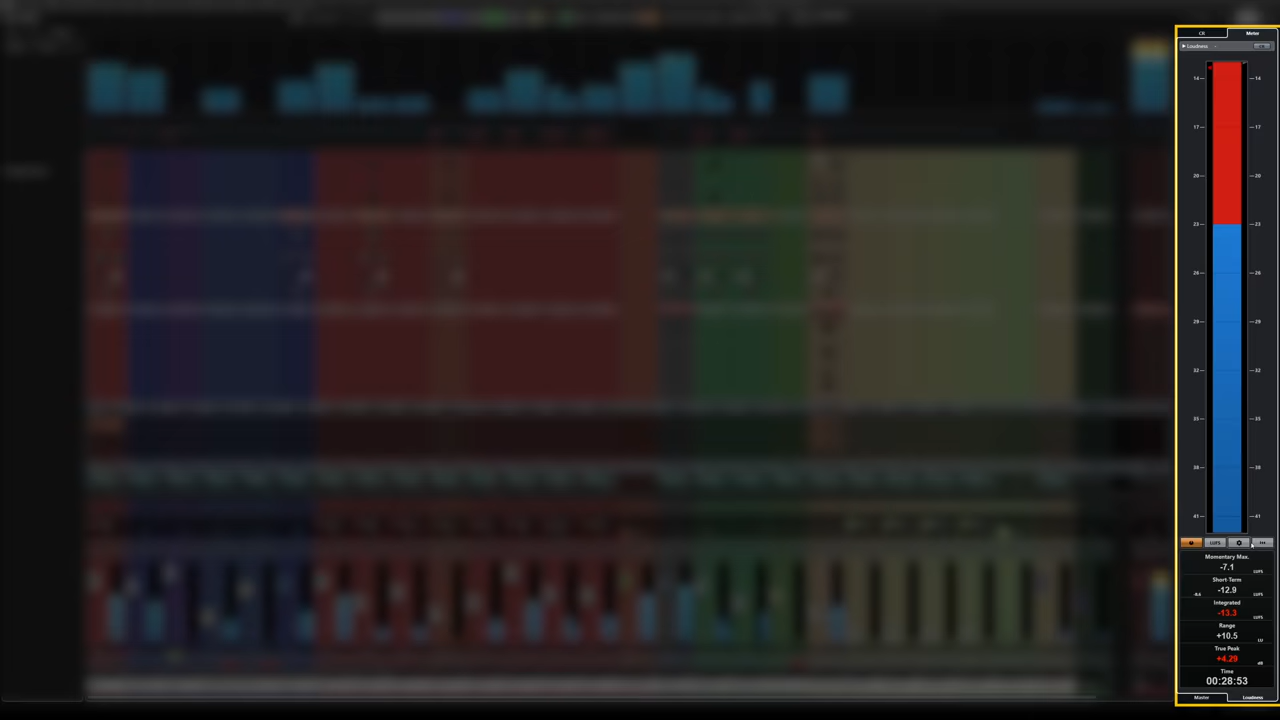 CR Meter
Loudness -
14 14
17 17
20 20
23 23
26 26
29 29
32 32
35 35
38 38
41 41
LUFS
Momentary Max.
-7.1 LUFS
Short-Term
-8.6 -12.9 LUFS
Integrated
-13.3 LUFS
Range
+10.5 LU
True Peak
+4.29 dB
Time
00:28:53
Master Loudness